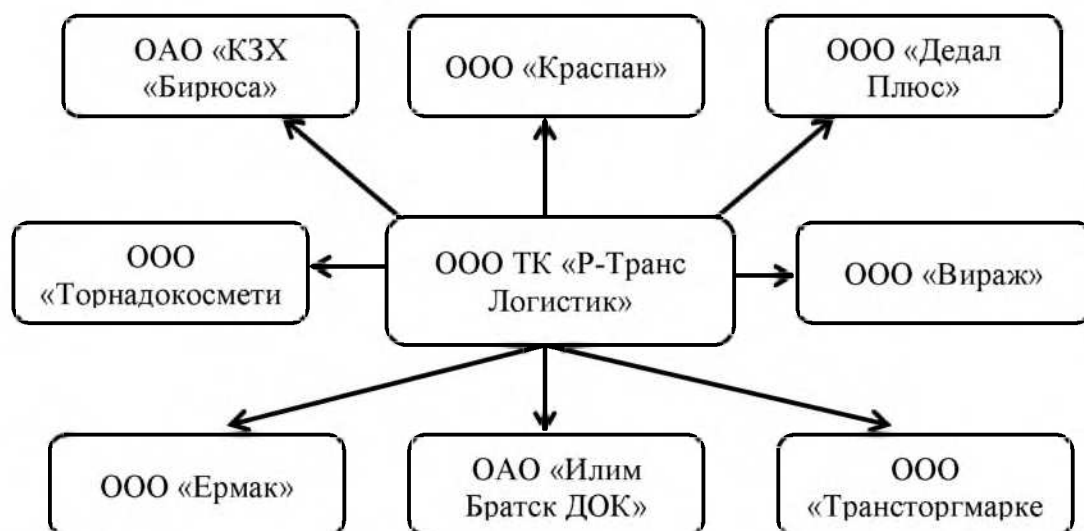 ОАО «КЗХ
«Бирюса»
ООО «Краспан»
ООО «Дедал
Плюс»
ООО
«Торнадокосмети
ООО ТК «Р-Транс
Логистик»
ООО «Вираж»
ООО «Ермак»
ОАО «Илим
Братск ДОК»
ООО
«Трансторгмарке